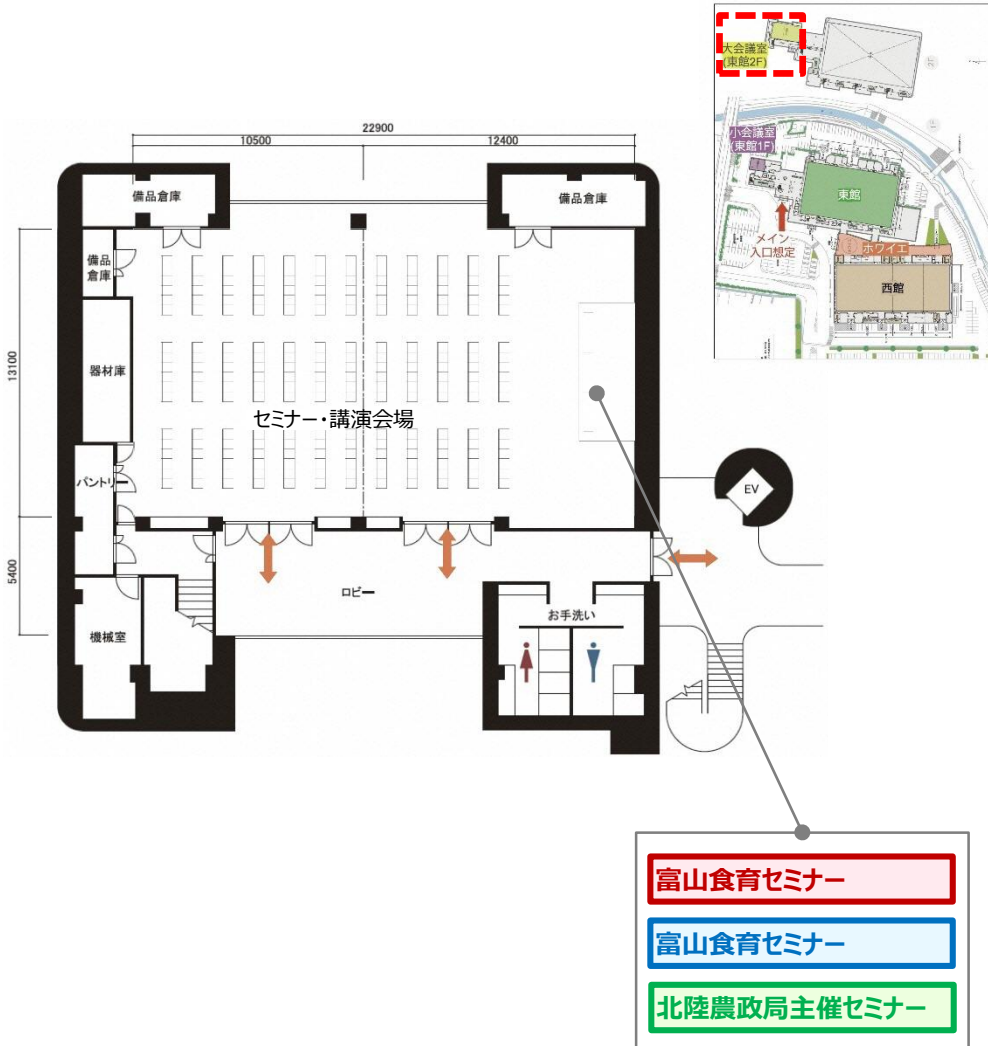 大会議室
(東館2F)
小会議室
(東館1F)
東館
メイン
入口想定
ホワイエ
西館
22900
10500
12400
備品倉庫
備品倉庫
備品
倉庫
13100
器材庫
セミナー・講演会場
パントリー
EV
5400
ロビー
お手洗い
機械室
富山食育セミナー
富山食育セミナー
北陸農政局主催セミナー